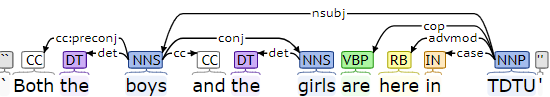 nsubj
cc:preconj conj cop advmod
det cc det case
`` CC DT NNS CC DT NNS VBP RB IN NNP ''
` Both the boys and the girls are here in TDTU '